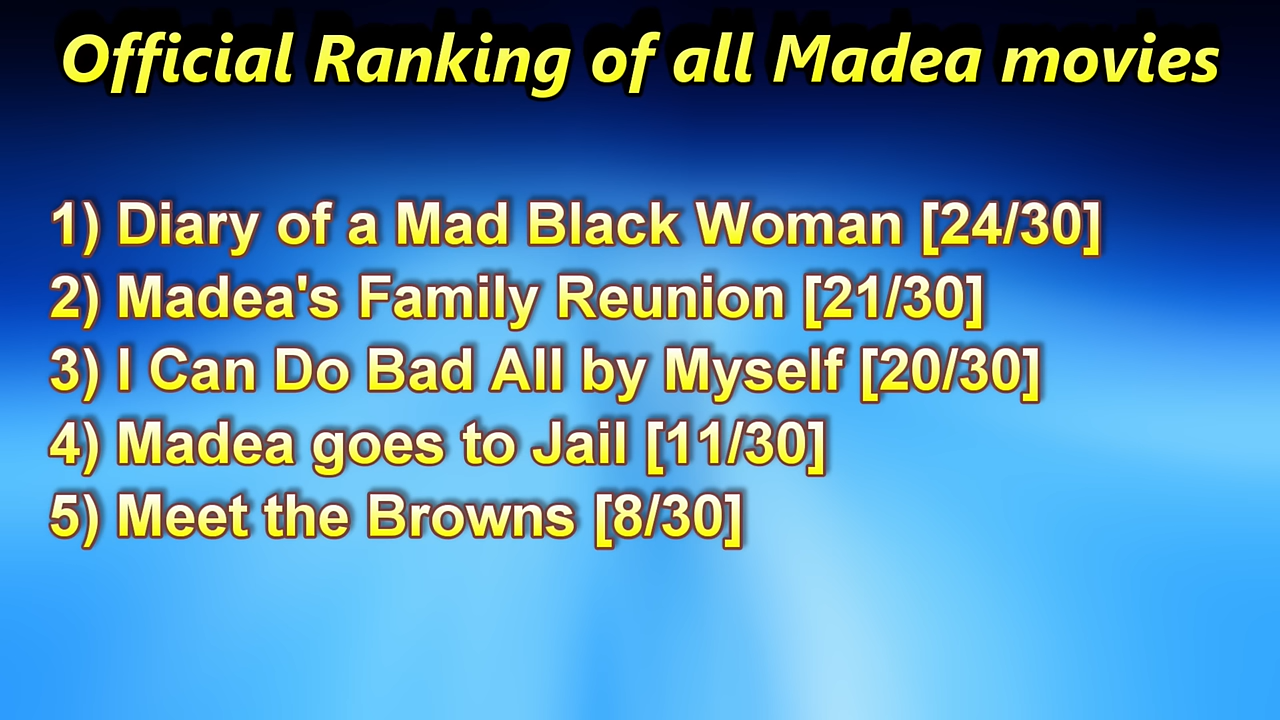 Official Ranking of all Madea movies
1) Diary of a Mad Black Woman [24/30]
2) Madea's Family Reunion [21/30]
3) I Can Do Bad All by Myself [20/30]
4) Madea goes to Jail [11/30]
5) Meet the Browns [8/30]